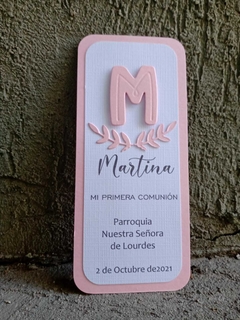 M
Martina
MI PRIMERA COMUNIÓN
Parroquia
Nuestra Señora
de Lourdes
2 de Octubre de2021